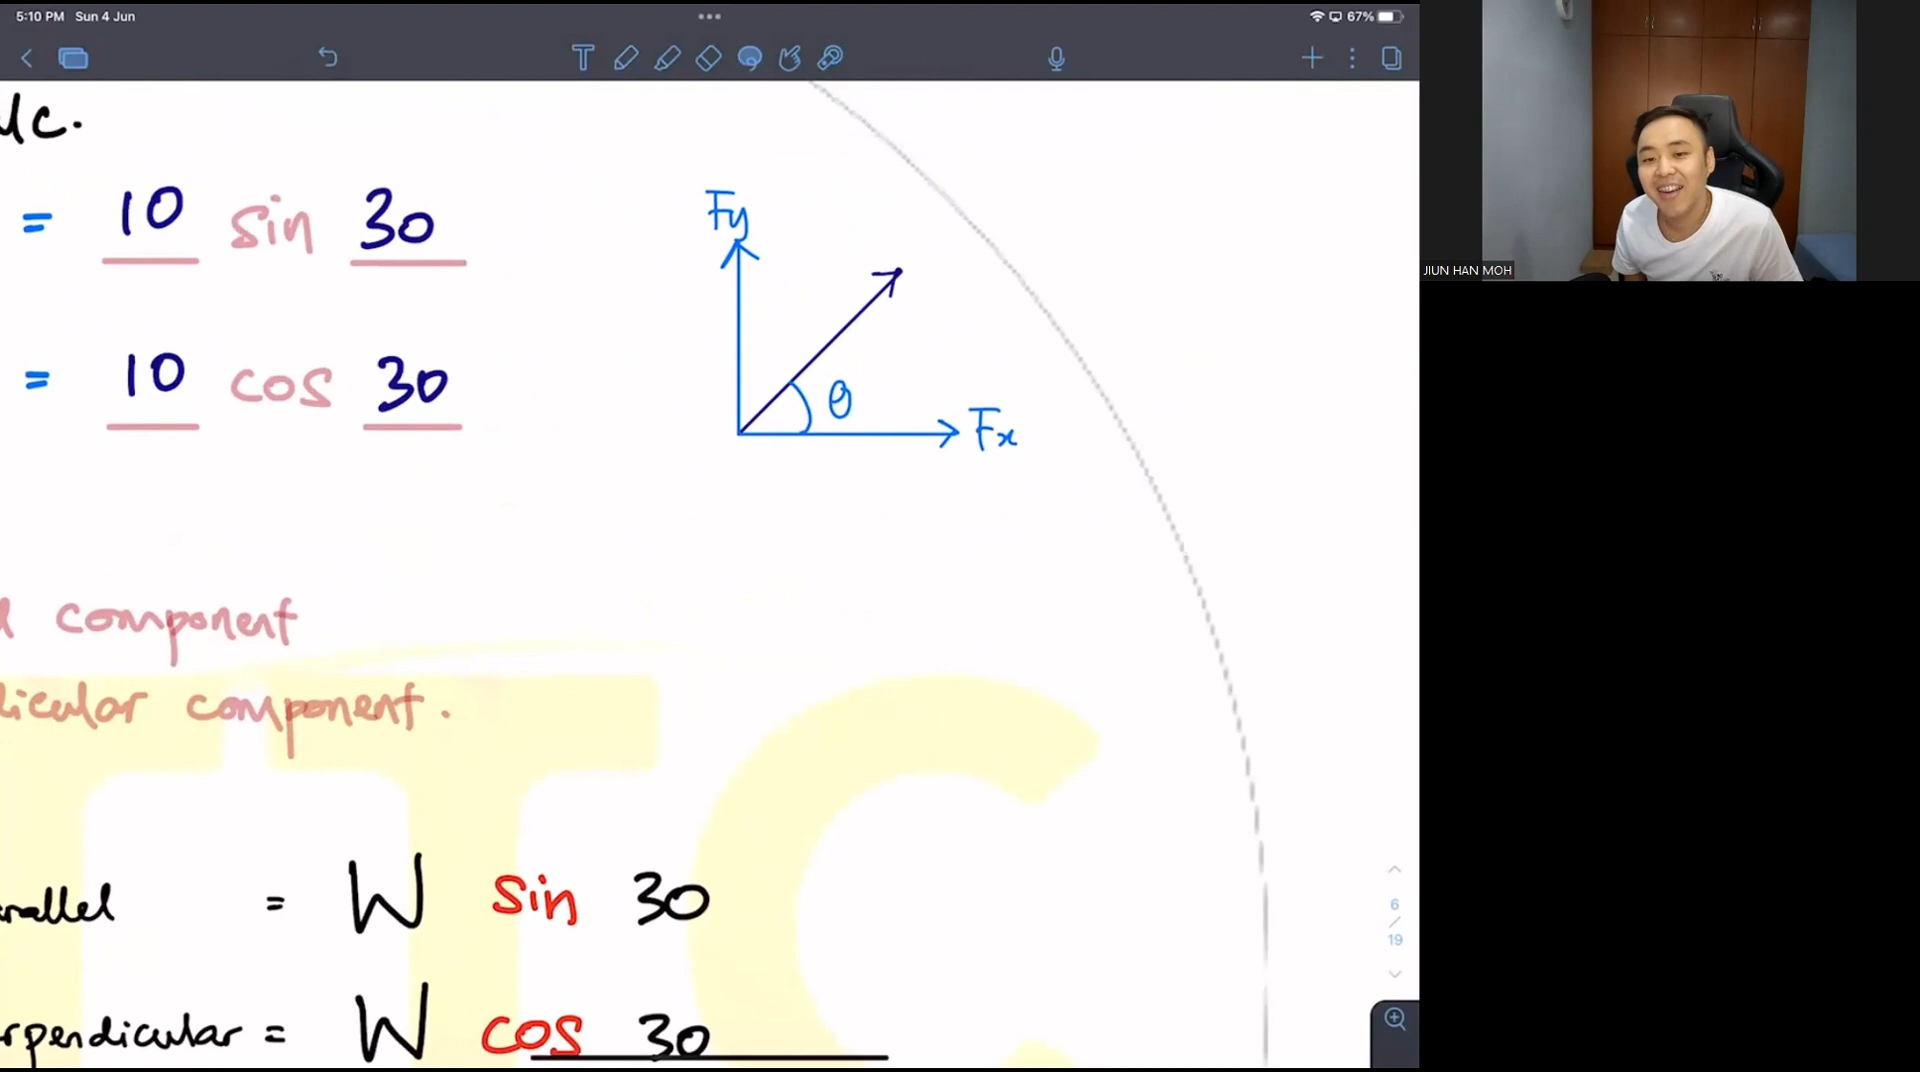 5:10 PM Sun 4 Jun
67%
T
= 10 sin 30
Fy
= 10 cos 30
θ
Fx
component
component.
= W sin 30
= W cos 30
6
/
19
TTC
JIUN HAN MOH